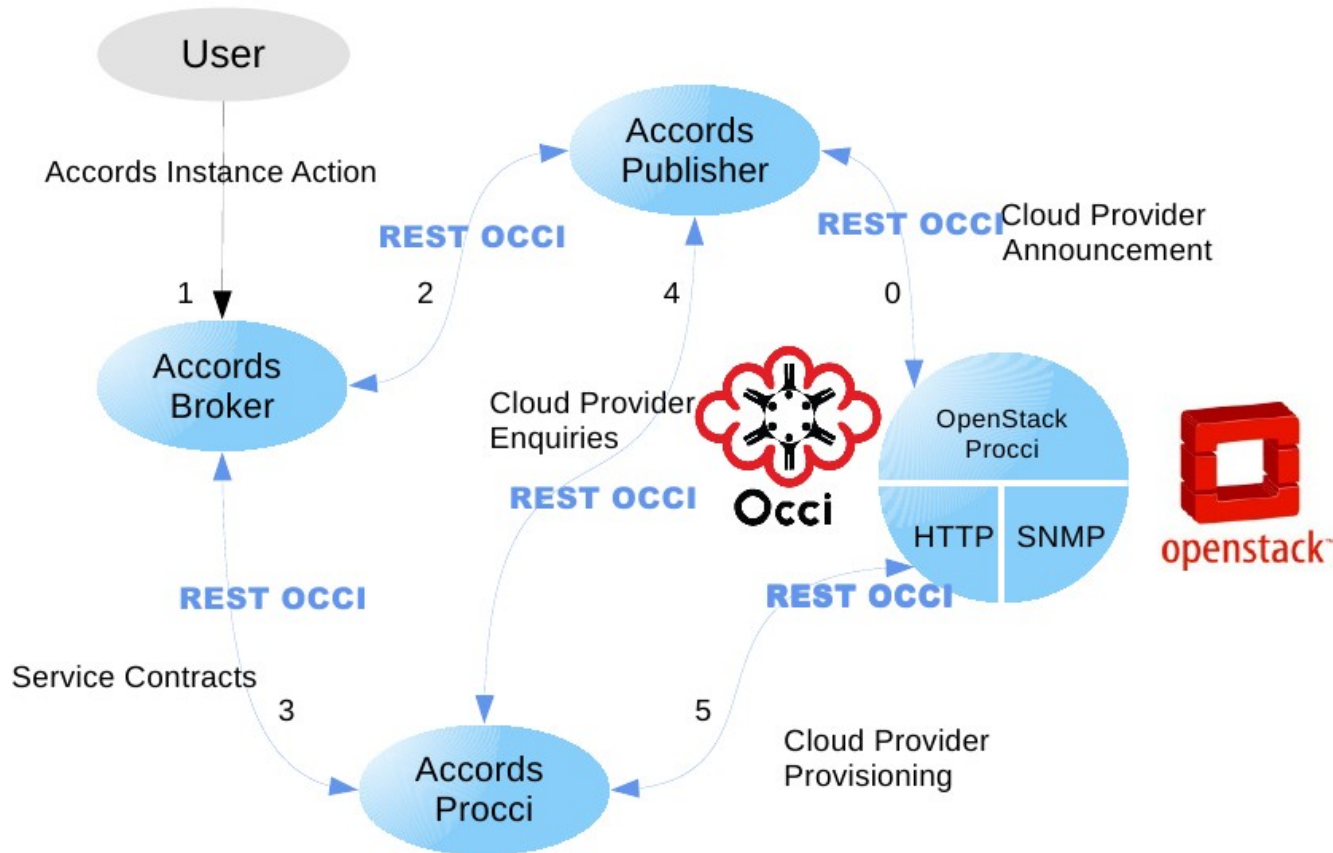 User
Accords
Publisher
Accords Instance Action
REST OCCI
REST OCCI
Cloud Provider
Announcement
1
2
4
0
Accords
Broker
Cloud Provider
Enquiries
OpenStack
Procci
REST OCCI
Occi
HTTP
SNMP
openstack™
REST OCCI
REST OCCI
Service Contracts
3
5
Cloud Provider
Provisioning
Accords
Procci